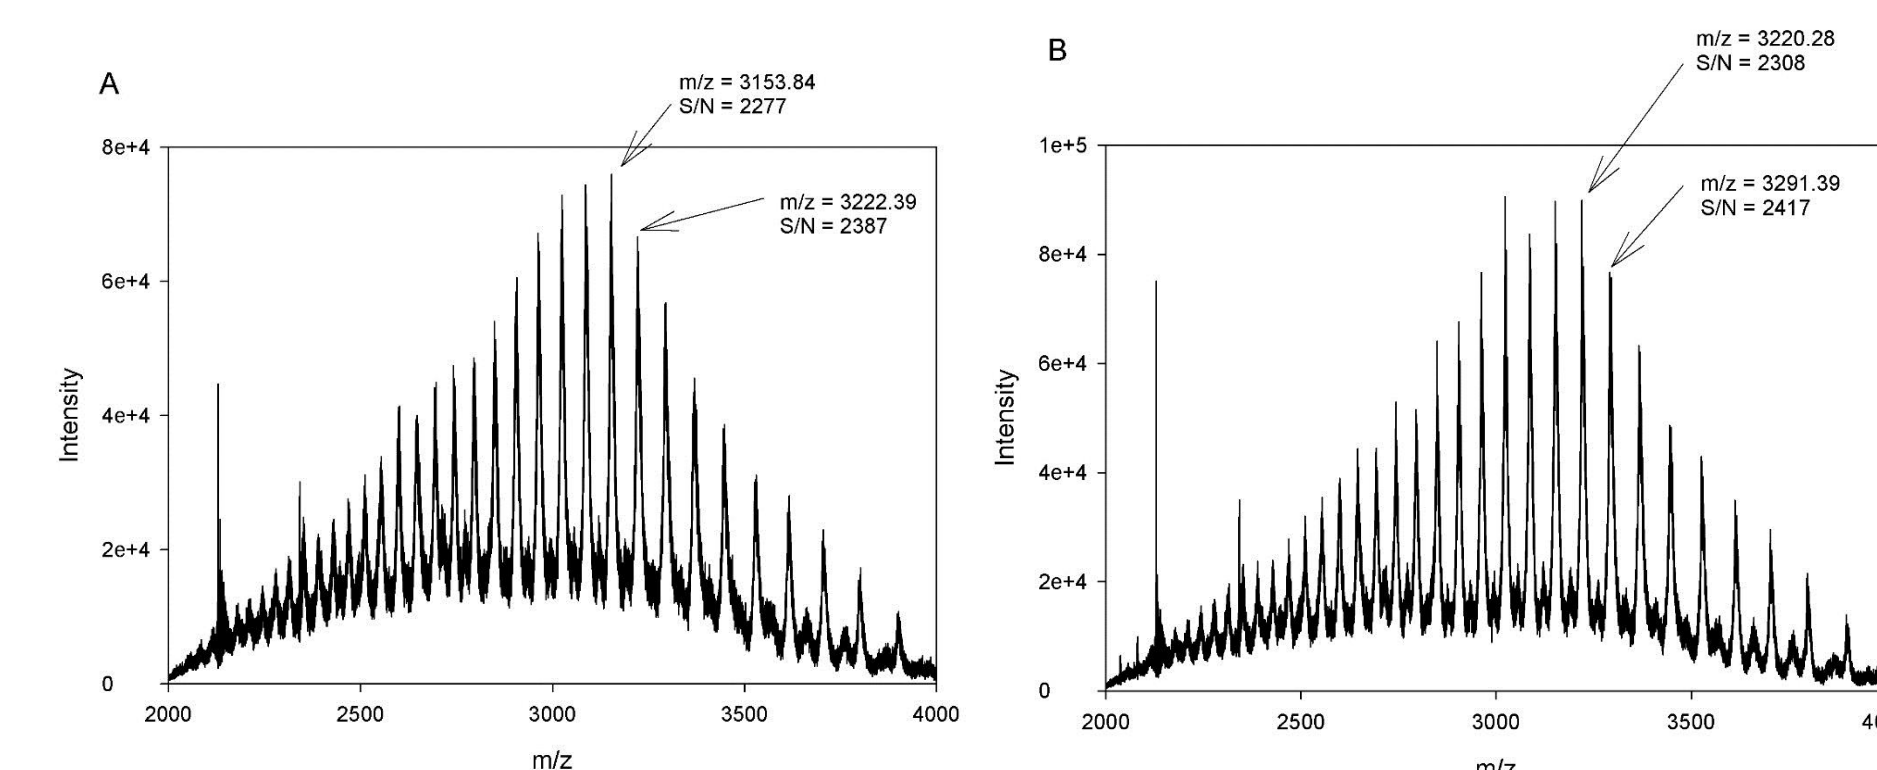 A
m/z = 3153.84
S/N = 2277
8e+4
m/z = 3222.39
S/N = 2387
6e+4
4e+4
2e+4
0
Intensity
2000
2500
3000
3500
4000
m/z
B
m/z = 3220.28
S/N = 2308
1e+5
m/z = 3291.39
S/N = 2417
8e+4
6e+4
4e+4
2e+4
0
Intensity
2000
2500
3000
3500
m/z